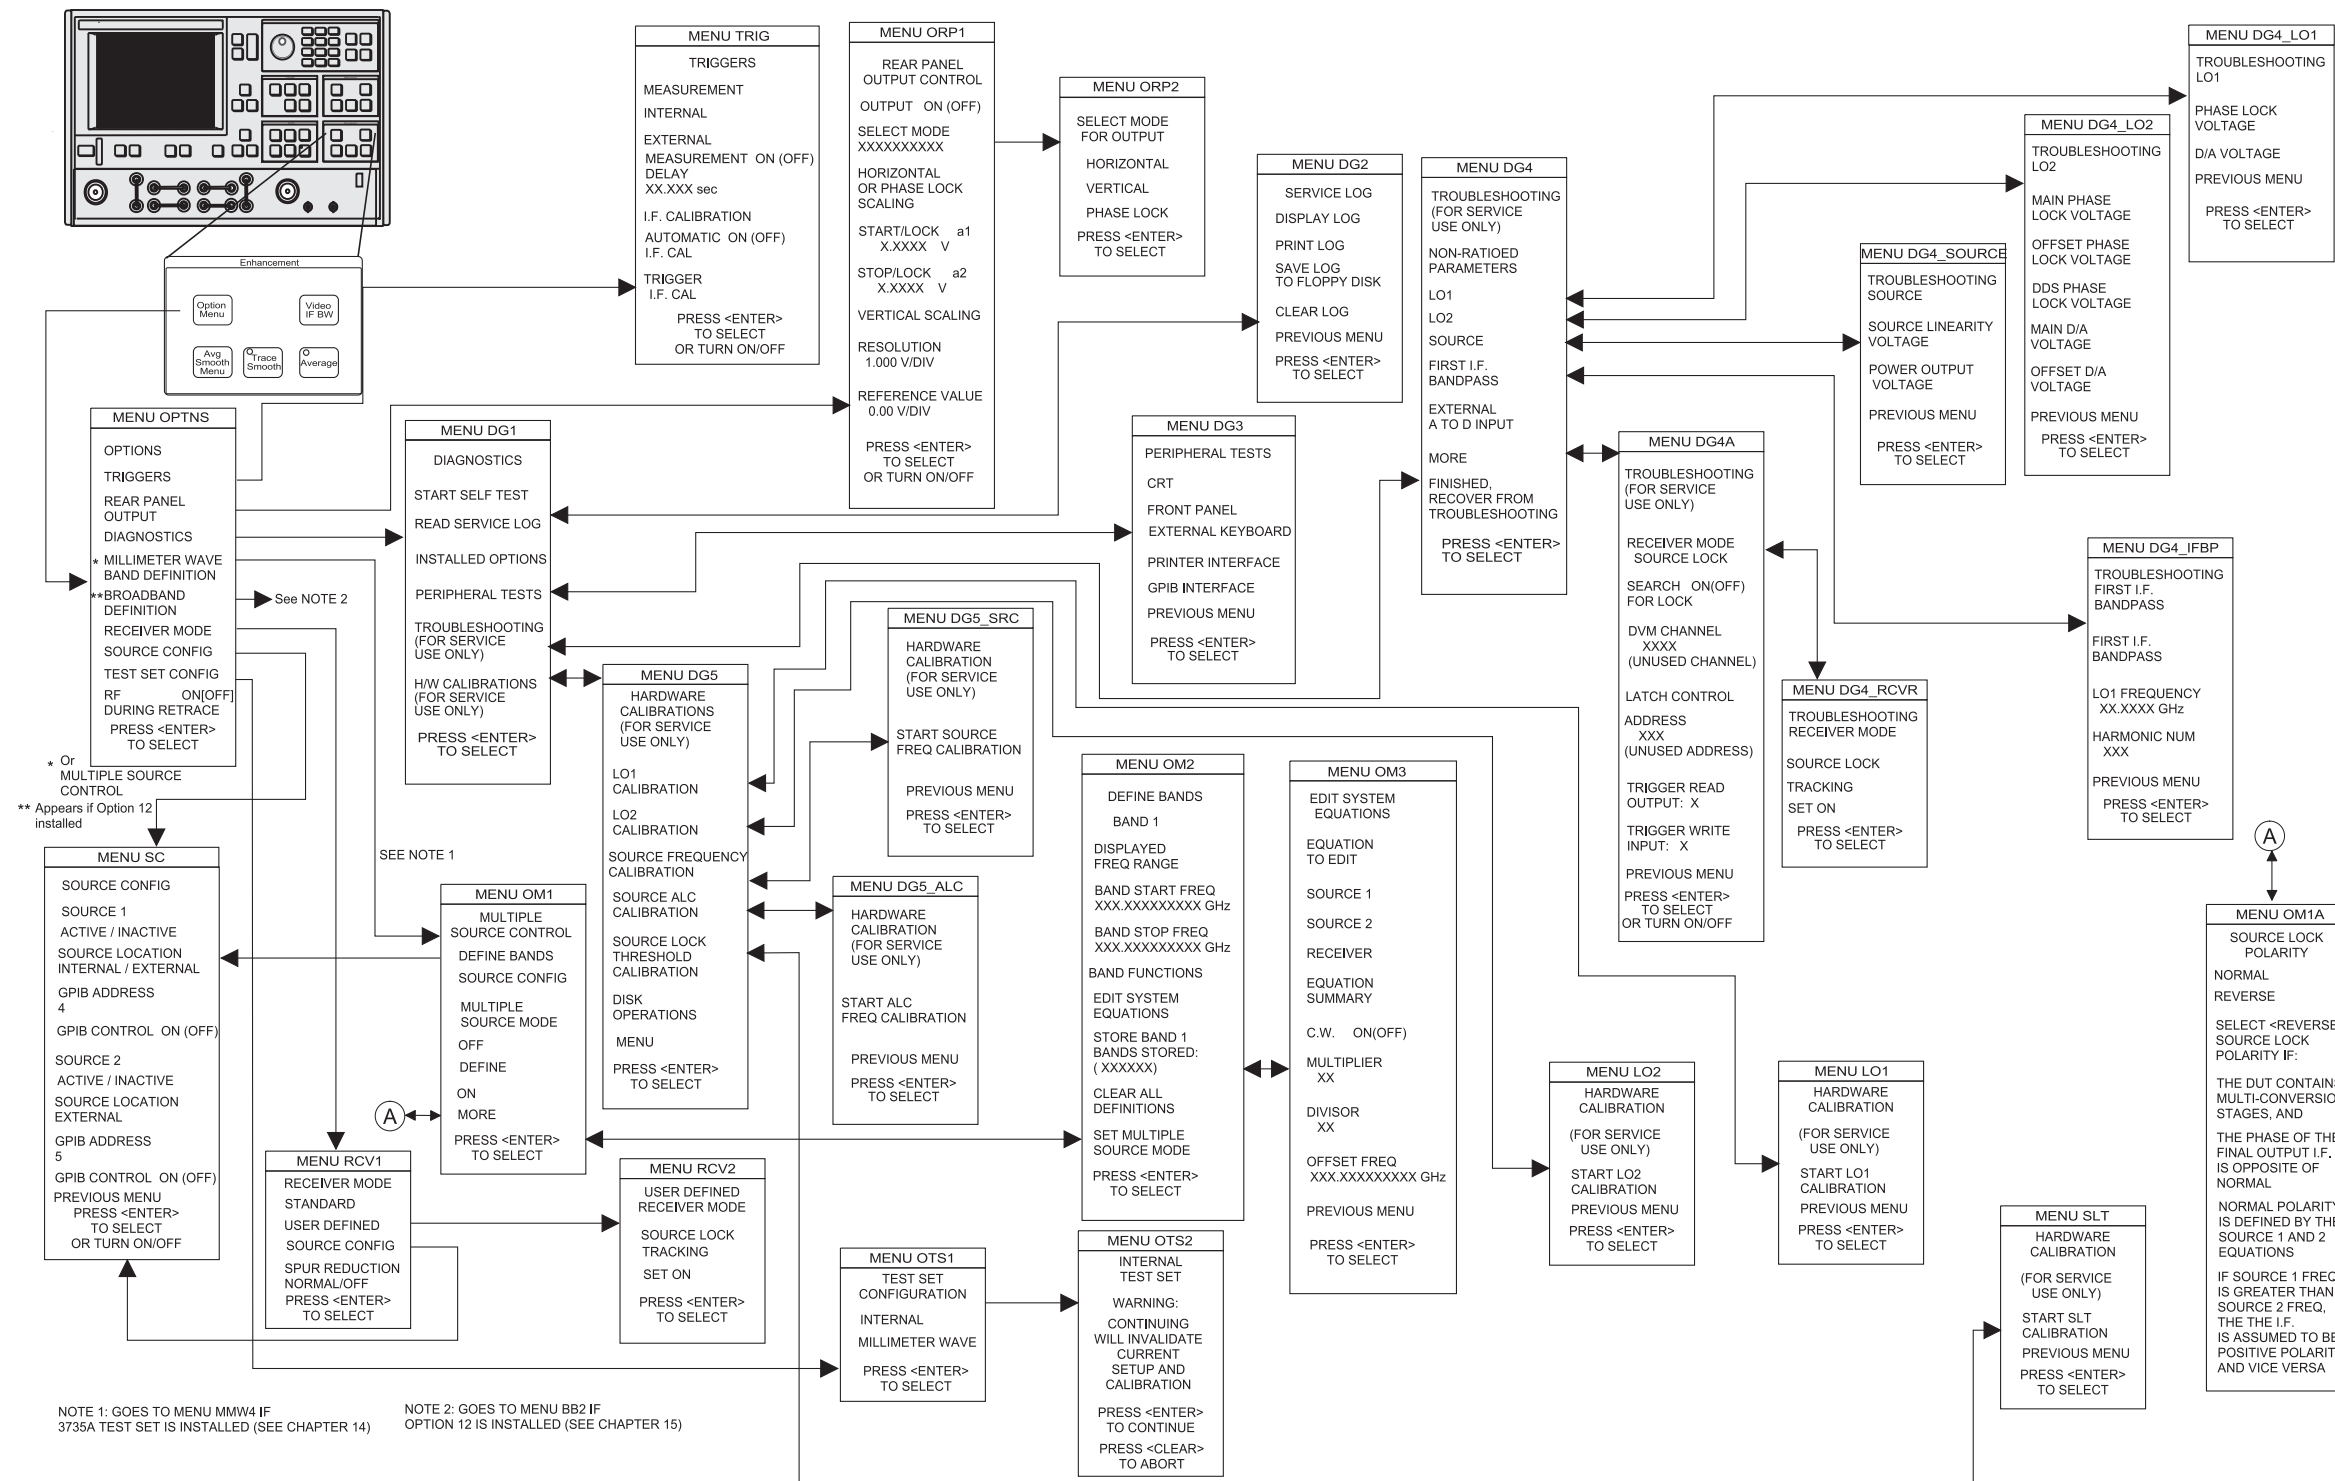 Enhancement
Option
Menu
Video
IF BW
Avg
Smooth
Menu
Trace
Smooth
Average
MENU OPTNS
OPTIONS
TRIGGERS
REAR PANEL
OUTPUT
DIAGNOSTICS
* MILLIMETER WAVE
BAND DEFINITION
**BROADBAND
DEFINITION
RECEIVER MODE
SOURCE CONFIG
TEST SET CONFIG
RF ON[OFF]
DURING RETRACE
PRESS <ENTER>
TO SELECT
See NOTE 2
* Or
MULTIPLE SOURCE
CONTROL
** Appears if Option 12
installed
MENU SC
SOURCE CONFIG
SOURCE 1
ACTIVE / INACTIVE
SOURCE LOCATION
INTERNAL / EXTERNAL
GPIB ADDRESS
4
GPIB CONTROL ON (OFF)
SOURCE 2
ACTIVE / INACTIVE
SOURCE LOCATION
EXTERNAL
GPIB ADDRESS
5
GPIB CONTROL ON (OFF)
PREVIOUS MENU
PRESS <ENTER>
TO SELECT
OR TURN ON/OFF
MENU TRIG
TRIGGERS
MEASUREMENT
INTERNAL
EXTERNAL
MEASUREMENT ON (OFF)
DELAY
XX.XXX sec
I.F. CALIBRATION
AUTOMATIC ON (OFF)
I.F. CAL
TRIGGER
I.F. CAL
PRESS <ENTER>
TO SELECT
OR TURN ON/OFF
MENU ORP1
REAR PANEL
OUTPUT CONTROL
OUTPUT ON (OFF)
SELECT MODE
XXXXXXXXXX
HORIZONTAL
OR PHASE LOCK
SCALING
START/LOCK a1
X.XXXX V
STOP/LOCK a2
X.XXXX V
VERTICAL SCALING
RESOLUTION
1.000 V/DIV
REFERENCE VALUE
0.00 V/DIV
PRESS <ENTER>
TO SELECT
OR TURN ON/OFF
MENU ORP2
SELECT MODE
FOR OUTPUT
HORIZONTAL
VERTICAL
PHASE LOCK
PRESS <ENTER>
TO SELECT
MENU DG1
DIAGNOSTICS
START SELF TEST
READ SERVICE LOG
INSTALLED OPTIONS
PERIPHERAL TESTS
TROUBLESHOOTING
(FOR SERVICE
USE ONLY)
H/W CALIBRATIONS
(FOR SERVICE
USE ONLY)
PRESS <ENTER>
TO SELECT
MENU DG2
SERVICE LOG
DISPLAY LOG
PRINT LOG
SAVE LOG
TO FLOPPY DISK
CLEAR LOG
PREVIOUS MENU
PRESS <ENTER>
TO SELECT
MENU DG3
PERIPHERAL TESTS
CRT
FRONT PANEL
EXTERNAL KEYBOARD
PRINTER INTERFACE
GPIB INTERFACE
PREVIOUS MENU
PRESS <ENTER>
TO SELECT
MENU DG4
TROUBLESHOOTING
(FOR SERVICE
USE ONLY)
NON-RATIOED
PARAMETERS
LO1
LO2
SOURCE
FIRST I.F.
BANDPASS
EXTERNAL
A TO D INPUT
MORE
FINISHED,
RECOVER FROM
TROUBLESHOOTING
PRESS <ENTER>
TO SELECT
MENU DG4_LO1
TROUBLESHOOTING
LO1
PHASE LOCK
VOLTAGE
D/A VOLTAGE
PREVIOUS MENU
PRESS <ENTER>
TO SELECT
MENU DG4_LO2
TROUBLESHOOTING
LO2
MAIN PHASE
LOCK VOLTAGE
OFFSET PHASE
LOCK VOLTAGE
DDS PHASE
LOCK VOLTAGE
MAIN D/A
VOLTAGE
OFFSET D/A
VOLTAGE
PREVIOUS MENU
PRESS <ENTER>
TO SELECT
MENU DG4_SOURCE
TROUBLESHOOTING
SOURCE
SOURCE LINEARITY
VOLTAGE
POWER OUTPUT
VOLTAGE
PREVIOUS MENU
PRESS <ENTER>
TO SELECT
MENU DG4A
TROUBLESHOOTING
(FOR SERVICE
USE ONLY)
RECEIVER MODE
SOURCE LOCK
SEARCH ON(OFF)
FOR LOCK
DVM CHANNEL
XXXX
(UNUSED CHANNEL)
LATCH CONTROL
ADDRESS
XXX
(UNUSED ADDRESS)
TRIGGER READ
OUTPUT: X
TRIGGER WRITE
INPUT: X
PREVIOUS MENU
PRESS <ENTER>
TO SELECT
OR TURN ON/OFF
MENU DG4_IFBP
TROUBLESHOOTING
FIRST I.F.
BANDPASS
FIRST I.F.
BANDPASS
LO1 FREQUENCY
XX.XXXX GHz
HARMONIC NUM
XXX
PREVIOUS MENU
PRESS <ENTER>
TO SELECT
MENU DG4_RCVR
TROUBLESHOOTING
RECEIVER MODE
SOURCE LOCK
TRACKING
SET ON
PRESS <ENTER>
TO SELECT
MENU DG5
HARDWARE
CALIBRATIONS
(FOR SERVICE
USE ONLY)
LO1
CALIBRATION
LO2
CALIBRATION
SOURCE FREQUENCY
CALIBRATION
SOURCE ALC
CALIBRATION
SOURCE LOCK
THRESHOLD
CALIBRATION
DISK
OPERATIONS
MENU
PRESS <ENTER>
TO SELECT
MENU DG5_SRC
HARDWARE
CALIBRATION
(FOR SERVICE
USE ONLY)
START SOURCE
FREQ CALIBRATION
PREVIOUS MENU
PRESS <ENTER>
TO SELECT
MENU DG5_ALC
HARDWARE
CALIBRATION
(FOR SERVICE
USE ONLY)
START ALC
FREQ CALIBRATION
PREVIOUS MENU
PRESS <ENTER>
TO SELECT
SEE NOTE 1
MENU OM1
MULTIPLE
SOURCE CONTROL
DEFINE BANDS
SOURCE CONFIG
MULTIPLE
SOURCE MODE
OFF
DEFINE
ON
MORE
PRESS <ENTER>
TO SELECT
A
MENU OM2
DEFINE BANDS
BAND 1
DISPLAYED
FREQ RANGE
BAND START FREQ
XXX.XXXXXXXXX GHz
BAND STOP FREQ
XXX.XXXXXXXXX GHz
BAND FUNCTIONS
EDIT SYSTEM
EQUATIONS
STORE BAND 1
BANDS STORED:
( XXXXXX)
CLEAR ALL
DEFINITIONS
SET MULTIPLE
SOURCE MODE
PRESS <ENTER>
TO SELECT
MENU OM3
EDIT SYSTEM
EQUATIONS
EQUATION
TO EDIT
SOURCE 1
SOURCE 2
RECEIVER
EQUATION
SUMMARY
C.W. ON(OFF)
MULTIPLIER
XX
DIVISOR
XX
OFFSET FREQ
XXX.XXXXXXXXX GHz
PREVIOUS MENU
PRESS <ENTER>
TO SELECT
MENU RCV1
RECEIVER MODE
STANDARD
USER DEFINED
SOURCE CONFIG
SPUR REDUCTION
NORMAL/OFF
PRESS <ENTER>
TO SELECT
MENU RCV2
USER DEFINED
RECEIVER MODE
SOURCE LOCK
TRACKING
SET ON
PRESS <ENTER>
TO SELECT
MENU OTS1
TEST SET
CONFIGURATION
INTERNAL
MILLIMETER WAVE
PRESS <ENTER>
TO SELECT
MENU OTS2
INTERNAL
TEST SET
WARNING:
CONTINUING
WILL INVALIDATE
CURRENT
SETUP AND
CALIBRATION
PRESS <ENTER>
TO CONTINUE
PRESS <CLEAR>
TO ABORT
MENU LO2
HARDWARE
CALIBRATION
(FOR SERVICE
USE ONLY)
START LO2
CALIBRATION
PREVIOUS MENU
PRESS <ENTER>
TO SELECT
MENU LO1
HARDWARE
CALIBRATION
(FOR SERVICE
USE ONLY)
START LO1
CALIBRATION
PREVIOUS MENU
PRESS <ENTER>
TO SELECT
MENU SLT
HARDWARE
CALIBRATION
(FOR SERVICE
USE ONLY)
START SLT
CALIBRATION
PREVIOUS MENU
PRESS <ENTER>
TO SELECT
A
MENU OM1A
SOURCE LOCK
POLARITY
NORMAL
REVERSE
SELECT <REVERSE
SOURCE LOCK
POLARITY IF:
THE DUT CONTAIN
MULTI-CONVERSIO
STAGES, AND
THE PHASE OF THE
FINAL OUTPUT I.F.
IS OPPOSITE OF
NORMAL
NORMAL POLARITY
IS DEFINED BY THE
SOURCE 1 AND 2
EQUATIONS
IF SOURCE 1 FREQ
IS GREATER THAN
SOURCE 2 FREQ,
THE THE I.F.
IS ASSUMED TO BE
POSITIVE POLARIT
AND VICE VERSA
NOTE 1: GOES TO MENU MMW4 IF
3735A TEST SET IS INSTALLED (SEE CHAPTER 14)
NOTE 2: GOES TO MENU BB2 IF
OPTION 12 IS INSTALLED (SEE CHAPTER 15)